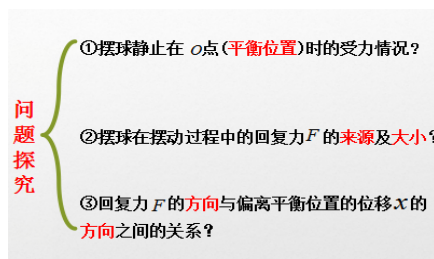 ①摆球静止在O点(平衡位置)时的受力情况?
问题探究
②摆球在摆动过程中的回复力F的来源及大小?
③回复力F的方向与偏离平衡位置的位移x的
方向之间的关系?